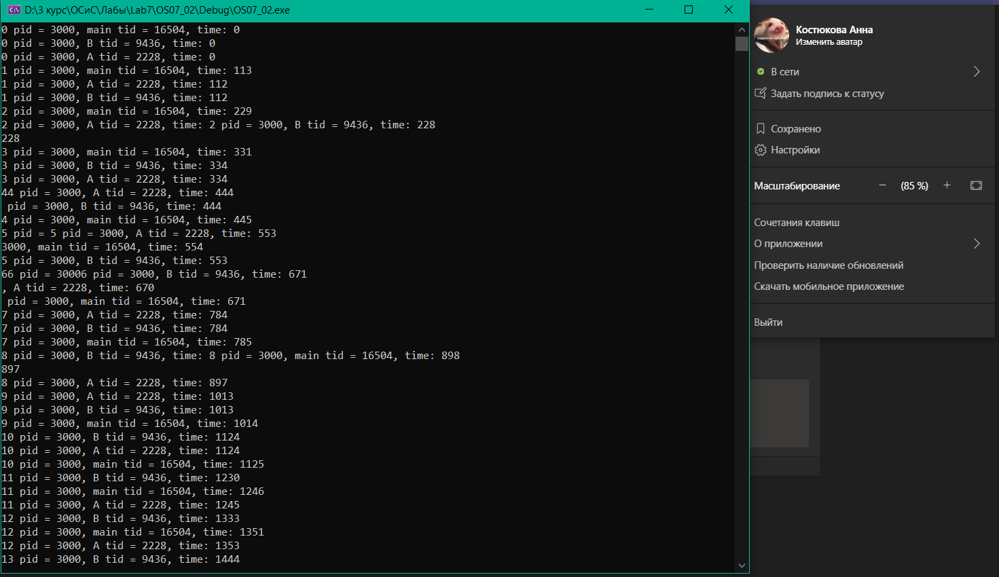 D:\3 курс\ОСиС\Лабы\Lab7\OS07_02\Debug\OS07_02.exe
0 pid = 3000, main tid = 16504, time: 0
0 pid = 3000, B tid = 9436, time: 0
0 pid = 3000, A tid = 2228, time: 0
1 pid = 3000, main tid = 16504, time: 113
1 pid = 3000, A tid = 2228, time: 112
1 pid = 3000, B tid = 9436, time: 112
2 pid = 3000, main tid = 16504, time: 229
2 pid = 3000, A tid = 2228, time: 2 pid = 3000, B tid = 9436, time: 228
228
3 pid = 3000, main tid = 16504, time: 331
3 pid = 3000, B tid = 9436, time: 334
3 pid = 3000, A tid = 2228, time: 334
44 pid = 3000, A tid = 2228, time: 444
 pid = 3000, B tid = 9436, time: 444
4 pid = 3000, main tid = 16504, time: 445
5 pid = 5 pid = 3000, A tid = 2228, time: 553
3000, main tid = 16504, time: 554
5 pid = 3000, B tid = 9436, time: 553
66 pid = 30006 pid = 3000, B tid = 9436, time: 671
, A tid = 2228, time: 670
 pid = 3000, main tid = 16504, time: 671
7 pid = 3000, A tid = 2228, time: 784
7 pid = 3000, B tid = 9436, time: 784
7 pid = 3000, main tid = 16504, time: 785
8 pid = 3000, B tid = 9436, time: 8 pid = 3000, main tid = 16504, time: 898
897
8 pid = 3000, A tid = 2228, time: 897
9 pid = 3000, A tid = 2228, time: 1013
9 pid = 3000, B tid = 9436, time: 1013
9 pid = 3000, main tid = 16504, time: 1014
10 pid = 3000, B tid = 9436, time: 1124
10 pid = 3000, A tid = 2228, time: 1124
10 pid = 3000, main tid = 16504, time: 1125
11 pid = 3000, B tid = 9436, time: 1230
11 pid = 3000, main tid = 16504, time: 1246
11 pid = 3000, A tid = 2228, time: 1245
12 pid = 3000, B tid = 9436, time: 1333
12 pid = 3000, main tid = 16504, time: 1351
12 pid = 3000, A tid = 2228, time: 1353
13 pid = 3000, B tid = 9436, time: 1444
Костюкова Анна
Изменить аватар
В сети
Задать подпись к статусу
Сохранено
Настройки
Масштабирование − (85 %) +
Сочетания клавиш
О приложении
Проверить наличие обновлений
Скачать мобильное приложение
Выйти